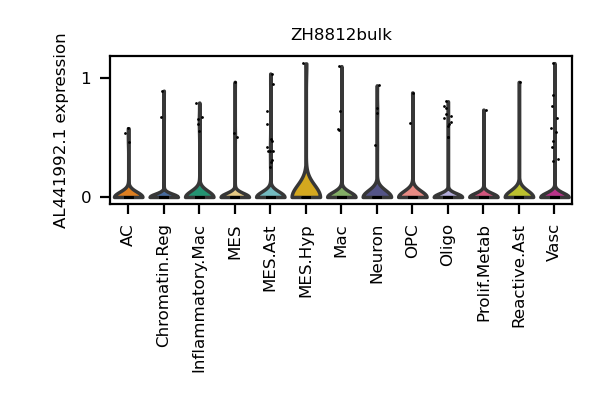 ZH8812bulk
AL441992.1 expression
1
0
AC
Chromatin.Reg
Inflammatory.Mac
MES
MES.Ast
MES.Hyp
Mac
Neuron
OPC
Oligo
Prolif.Metab
Reactive.Ast
Vasc